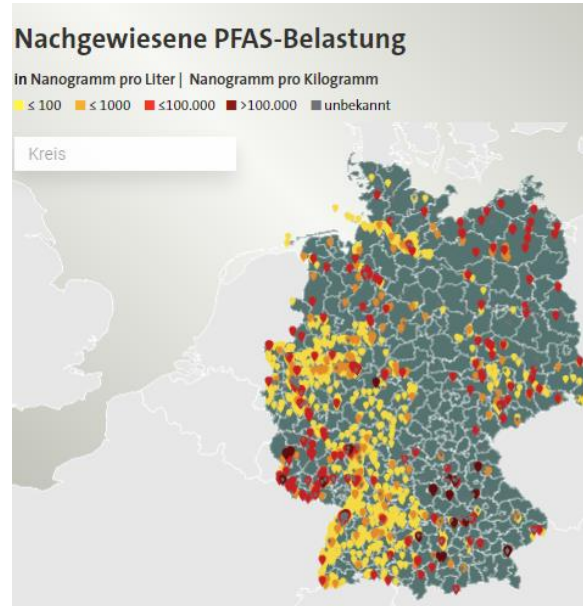 Nachgewiesene PFAS-Belastung
in Nanogramm pro Liter | Nanogramm pro Kilogramm
≤ 100 ≤ 1000 ≤100.000 >100.000 unbekannt
Kreis